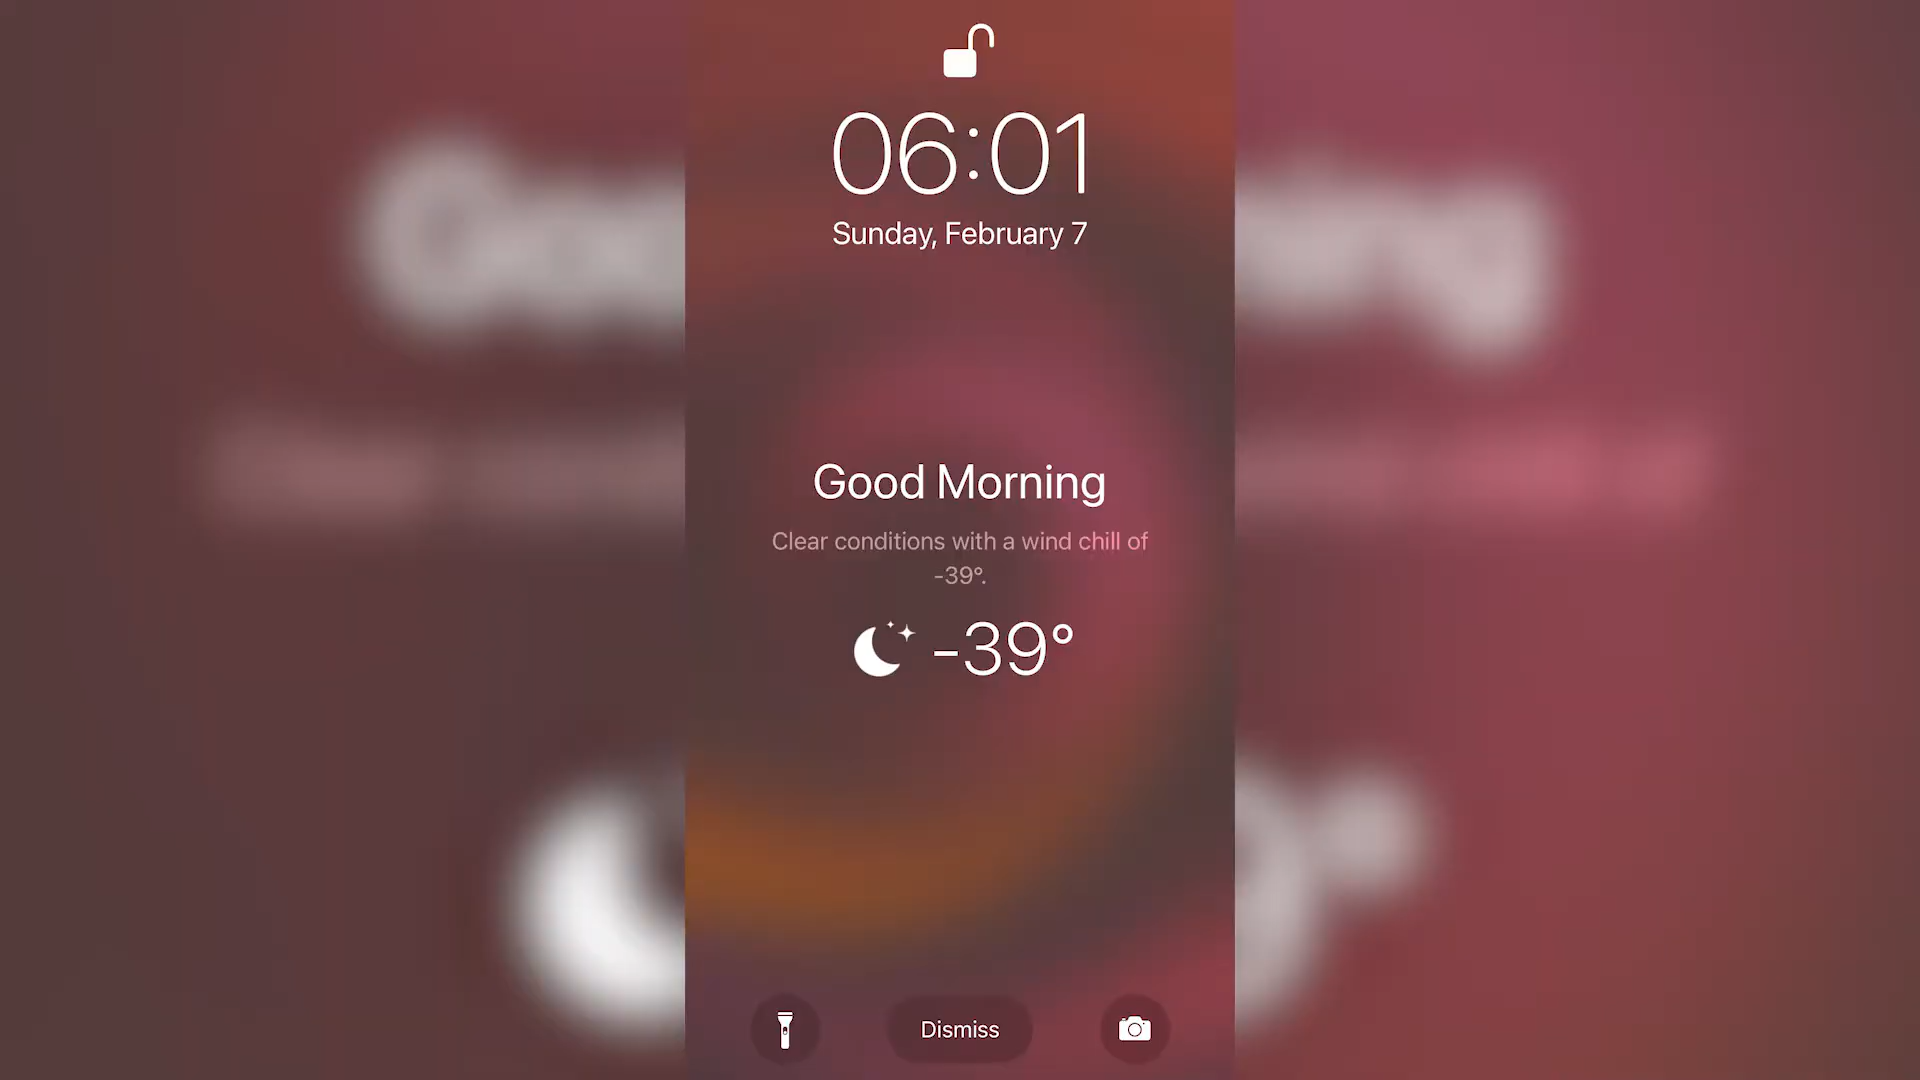 06:01
Sunday, February 7
Good Morning
Clear conditions with a wind chill of
-39°.
-39°
Dismiss